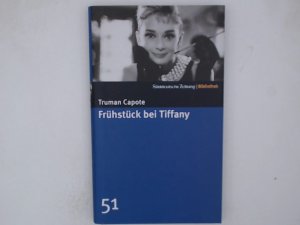 Süddeutsche Zeitung | Bibliothek
Truman Capote
Frühstück bei Tiffany
51